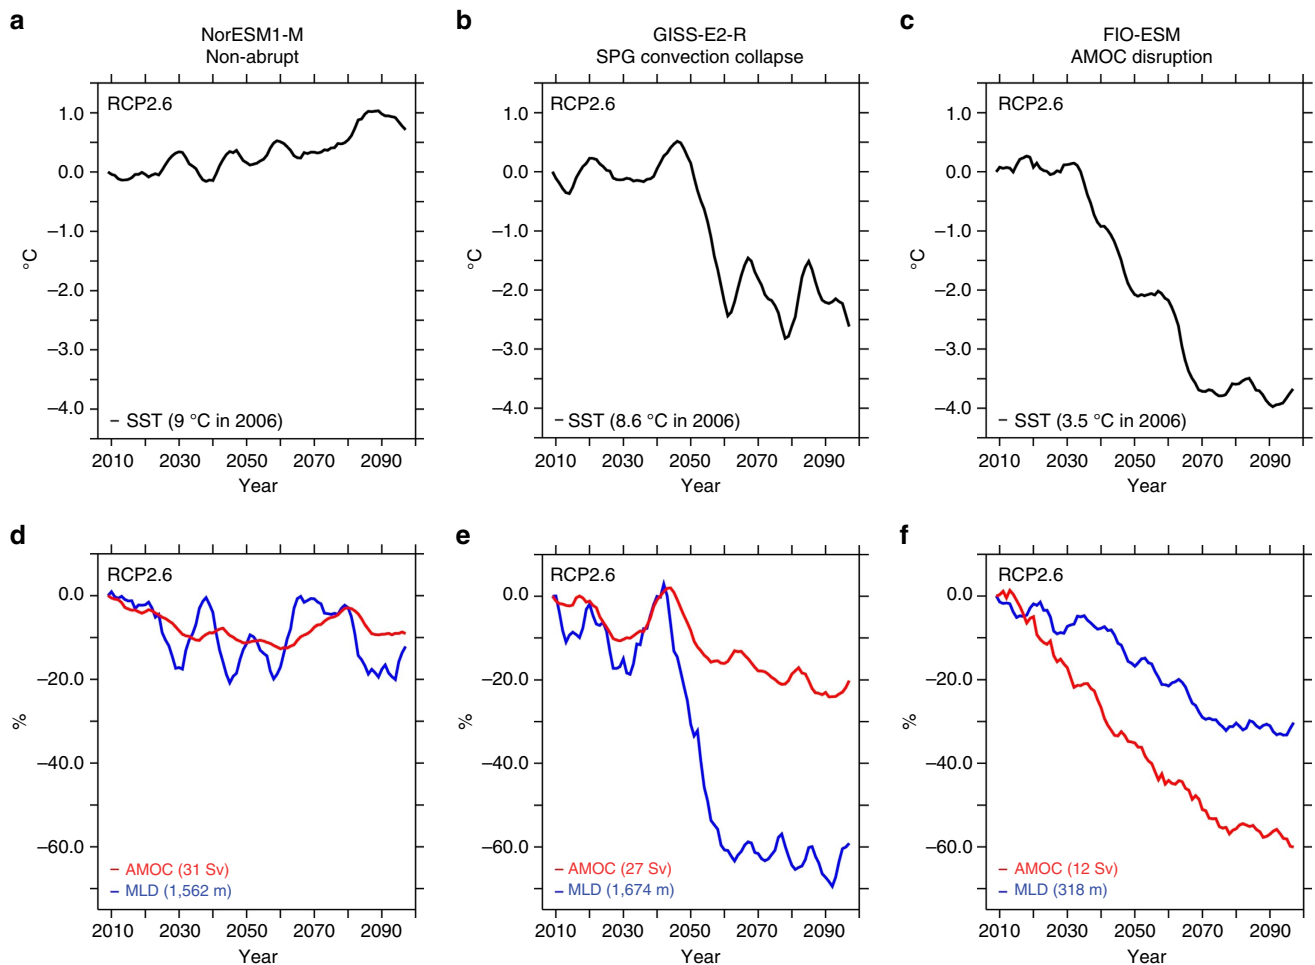 a
NorESM1-M
Non-abrupt
RCP2.6
1.0
0.0
−1.0
−2.0
−3.0
−4.0
°C
– SST (9 °C in 2006)
2010 2030 2050 2070 2090
Year
b
GISS-E2-R
SPG convection collapse
RCP2.6
1.0
0.0
−1.0
−2.0
−3.0
−4.0
°C
– SST (8.6 °C in 2006)
2010 2030 2050 2070 2090
Year
c
FIO-ESM
AMOC disruption
RCP2.6
1.0
0.0
−1.0
−2.0
−3.0
−4.0
°C
– SST (3.5 °C in 2006)
2010 2030 2050 2070 2090
Year
d
RCP2.6
0.0
−20.0
−40.0
−60.0
%
– AMOC (31 Sv)
– MLD (1,562 m)
2010 2030 2050 2070 2090
Year
e
RCP2.6
0.0
−20.0
−40.0
−60.0
%
– AMOC (27 Sv)
– MLD (1,674 m)
2010 2030 2050 2070 2090
Year
f
RCP2.6
0.0
−20.0
−40.0
−60.0
%
– AMOC (12 Sv)
– MLD (318 m)
2010 2030 2050 2070 2090
Year